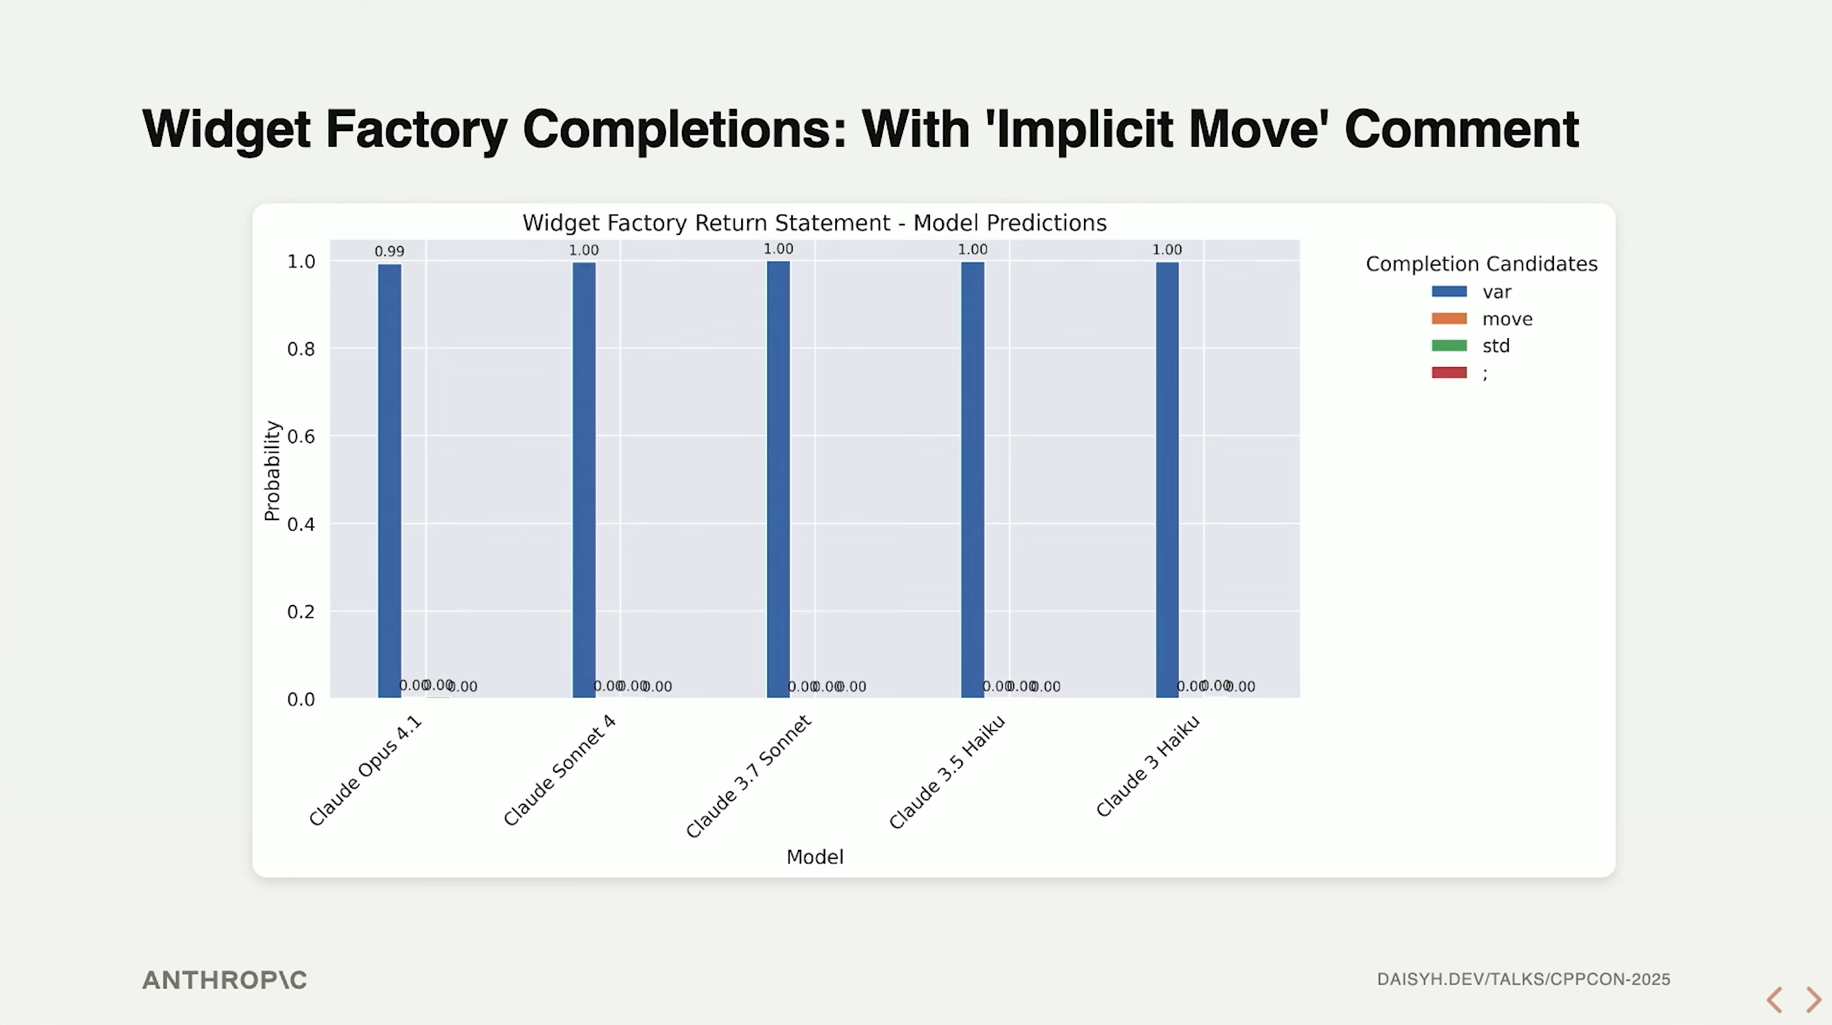 Widget Factory Completions: With 'Implicit Move' Comment
Widget Factory Return Statement - Model Predictions
0.99
1.00
1.00
1.00
1.00
Completion Candidates
var
move
std
;
Probability
1.0
0.8
0.6
0.4
0.2
0.0
0.00 0.00 0.00
0.00 0.00 0.00
0.00 0.00 0.00
0.00 0.00 0.00
0.00 0.00 0.00
Claude Opus 4.1
Claude Sonnet 4
Claude 3.7 Sonnet
Claude 3.5 Haiku
Claude 3 Haiku
Model
ANTHROP\C
DAISYH.DEV/TALKS/CPPCON-2025